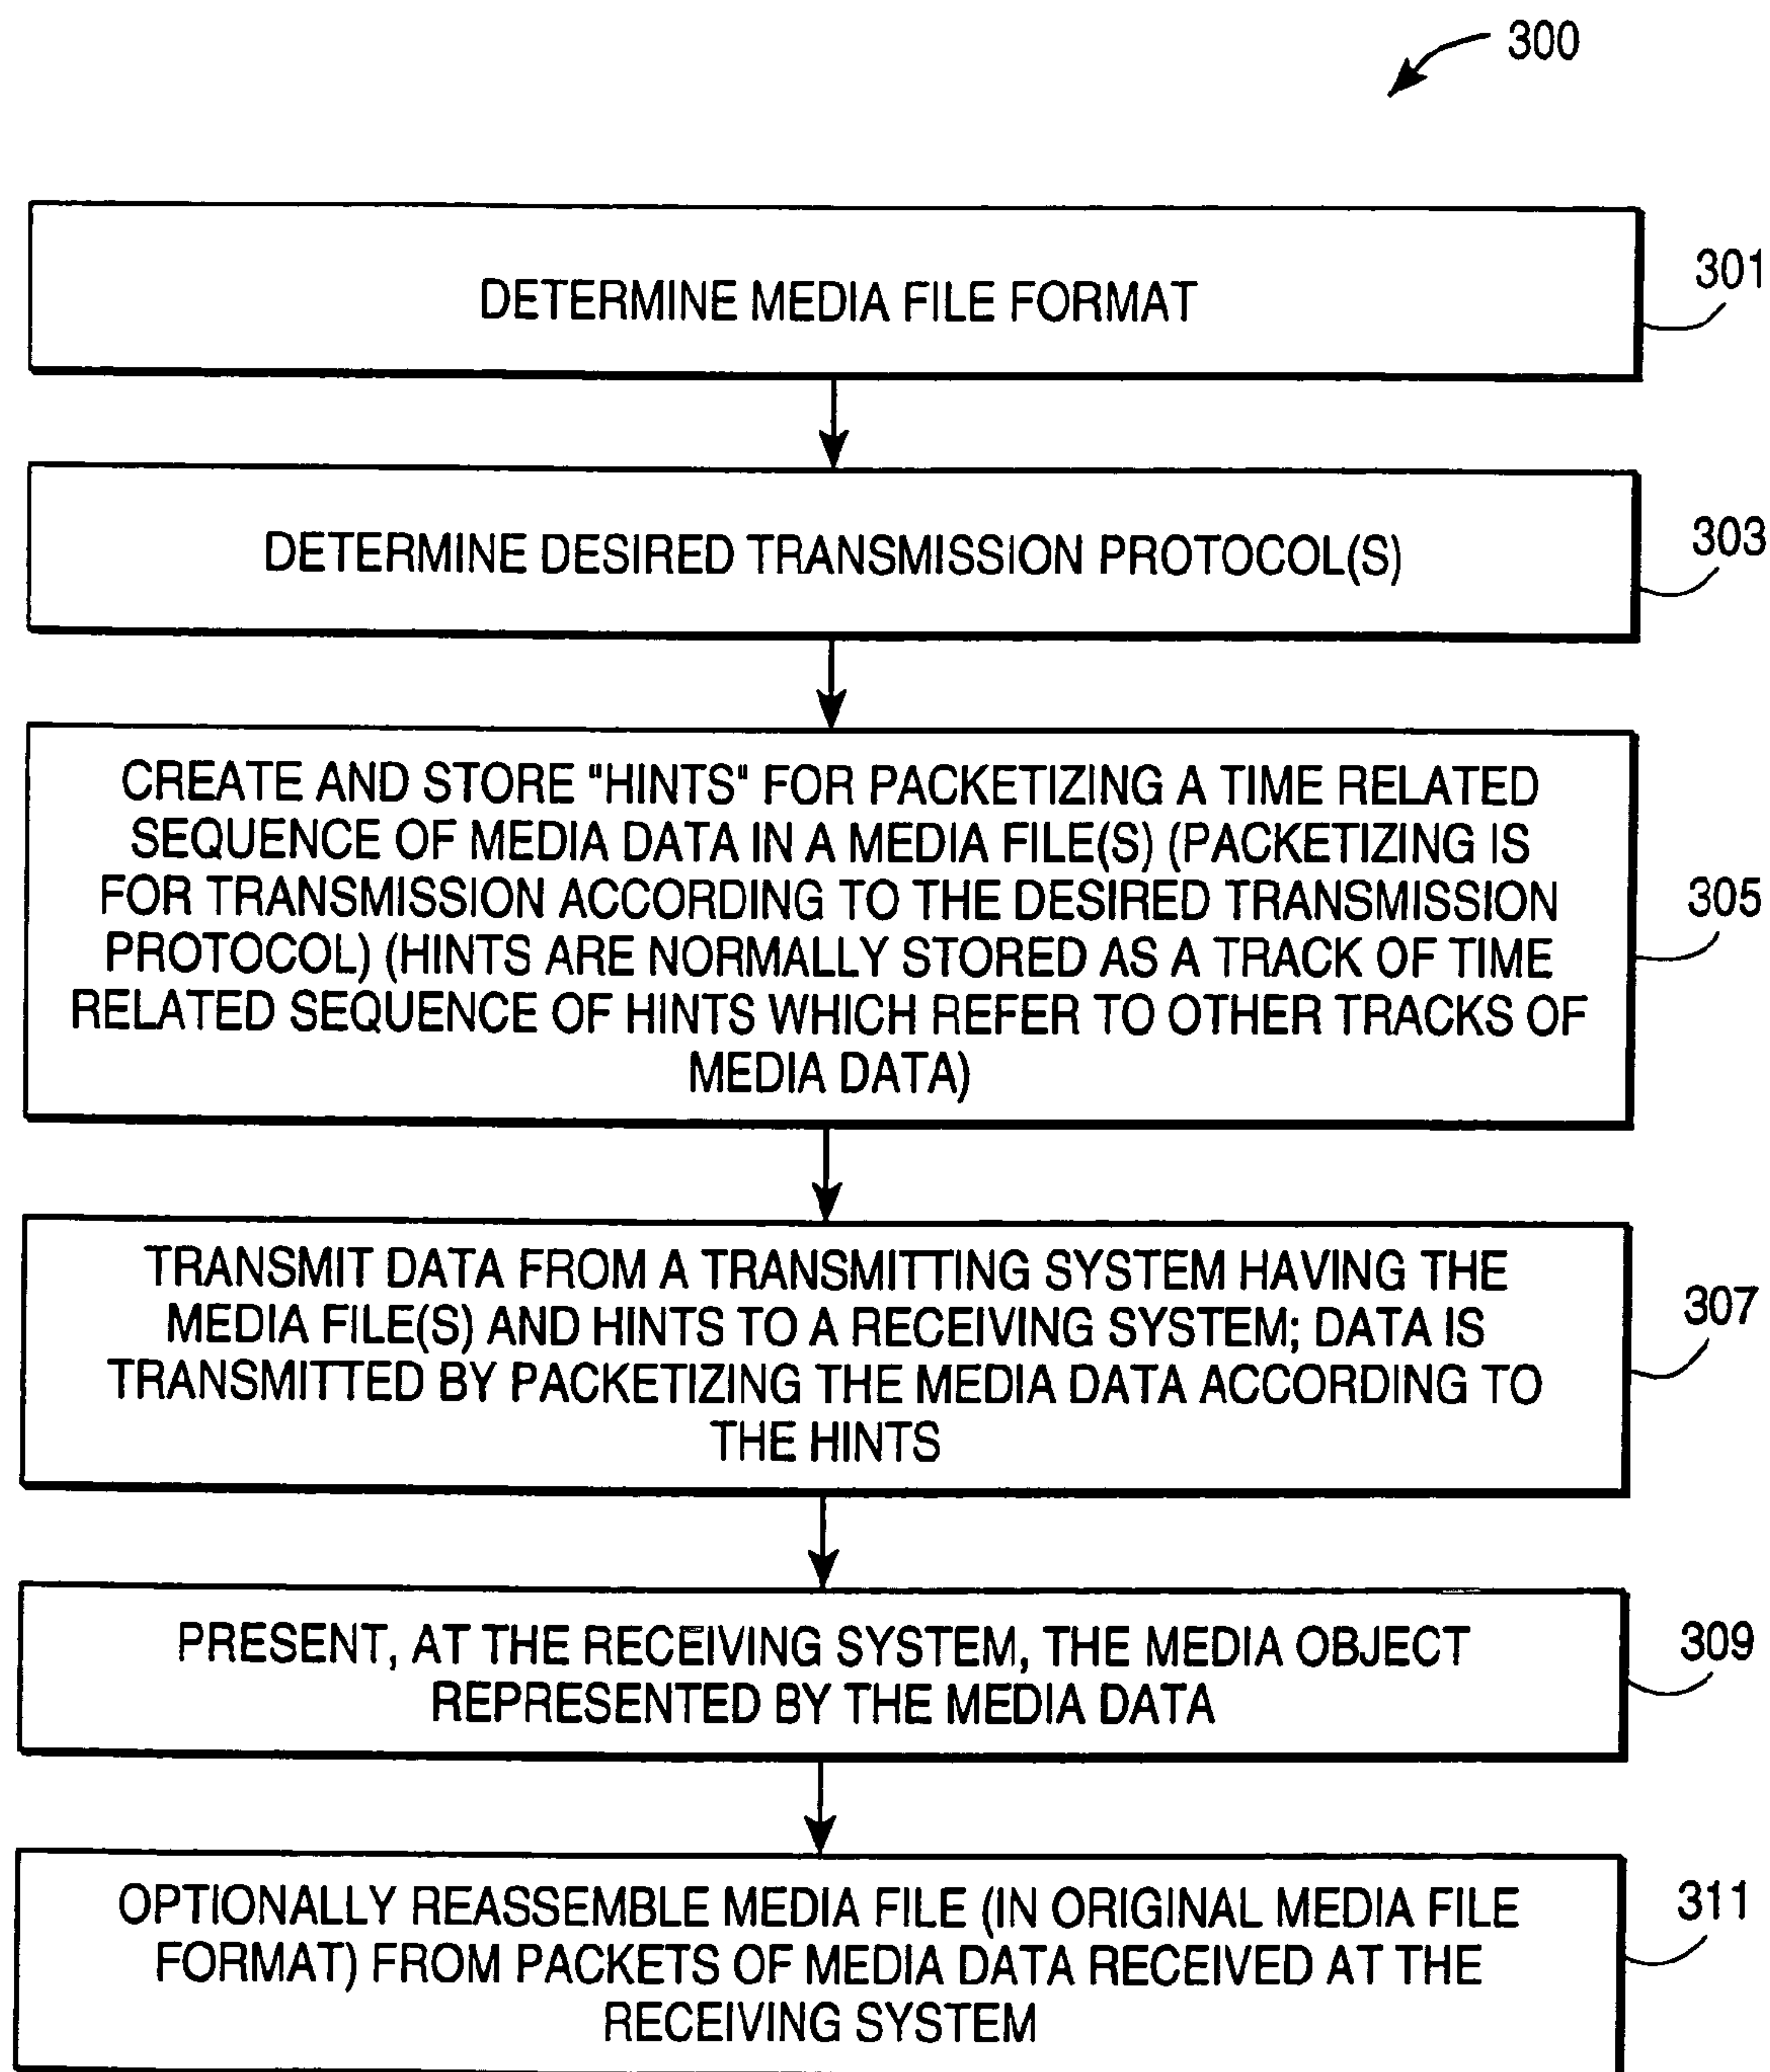 300
DETERMINE MEDIA FILE FORMAT
301
DETERMINE DESIRED TRANSMISSION PROTOCOL(S)
303
CREATE AND STORE "HINTS" FOR PACKETIZING A TIME RELATED
SEQUENCE OF MEDIA DATA IN A MEDIA FILE(S) (PACKETIZING IS
FOR TRANSMISSION ACCORDING TO THE DESIRED TRANSMISSION
PROTOCOL) (HINTS ARE NORMALLY STORED AS A TRACK OF TIME
RELATED SEQUENCE OF HINTS WHICH REFER TO OTHER TRACKS OF
MEDIA DATA)
305
TRANSMIT DATA FROM A TRANSMITTING SYSTEM HAVING THE
MEDIA FILE(S) AND HINTS TO A RECEIVING SYSTEM; DATA IS
TRANSMITTED BY PACKETIZING THE MEDIA DATA ACCORDING TO
THE HINTS
307
PRESENT, AT THE RECEIVING SYSTEM, THE MEDIA OBJECT
REPRESENTED BY THE MEDIA DATA
309
OPTIONALLY REASSEMBLE MEDIA FILE (IN ORIGINAL MEDIA FILE
FORMAT) FROM PACKETS OF MEDIA DATA RECEIVED AT THE
RECEIVING SYSTEM
311